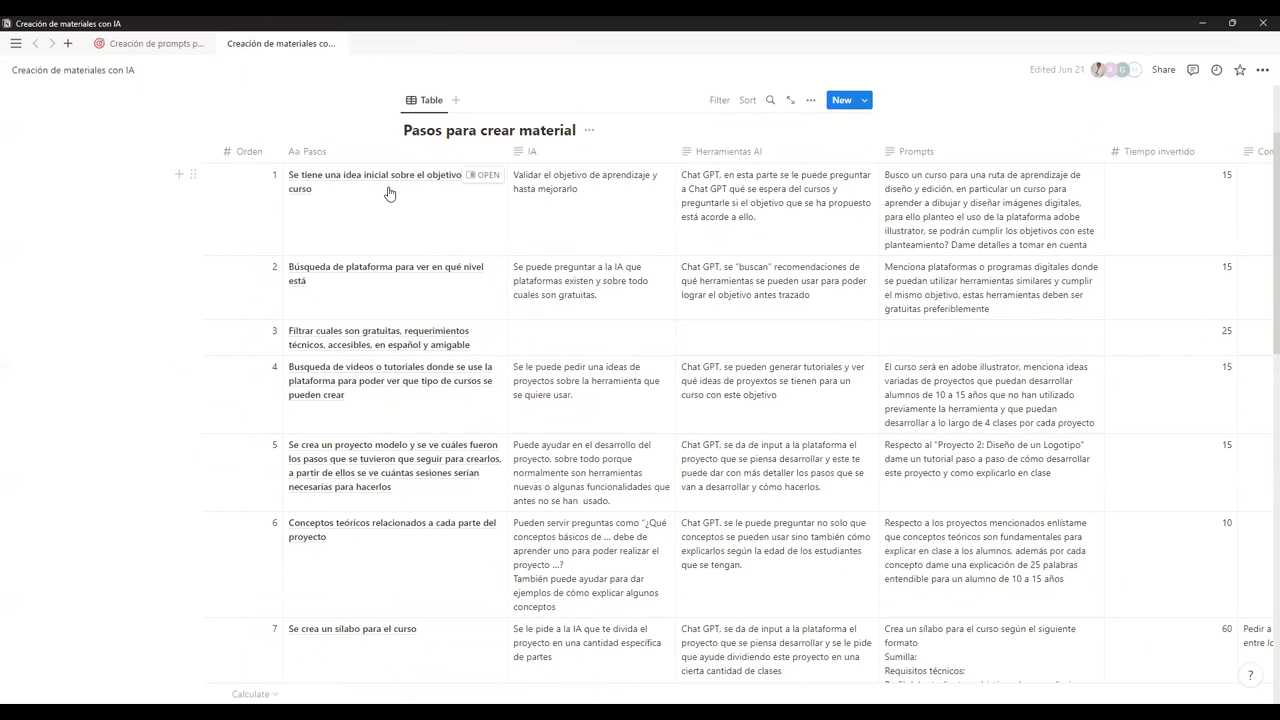 Creación de materiales con IA
Creación de prompts p...
Creación de materiales co...
Creación de materiales con IA
Edited Jun 21
Share
Table
Filter
Sort
New
Pasos para crear material
Orden
Aa Pasos
IA
Herramientas AI
Prompts
Tiempo invertido
1
Se tiene una idea inicial sobre el objetivo
curso
OPEN
Validar el objetivo de aprendizaje y
hasta mejorarlo
Chat GPT, en esta parte se le puede preguntar
a Chat GPT qué se espera del cursos y
preguntarle si el objetivo que se ha propuesto
está acorde a ello.
Busco un curso para una ruta de aprendizaje de
diseño y edición, en particular un curso para
aprender a dibujar y diseñar imágenes digitales,
para ello planteo el uso de la plataforma adobe
illustrator, se podrán cumplir los objetivos con este
planteamiento? Dame detalles a tomar en cuenta
15
2
Búsqueda de plataforma para ver en qué nivel
está
Se puede preguntar a la IA que
plataformas existen y sobre todo
cuales son gratuitas.
Chat GPT, se "buscan" recomendaciones de
qué herramientas se pueden usar para poder
lograr el objetivo antes trazado
Menciona plataformas o programas digitales donde
se puedan utilizar herramientas similares y cumplir
el mismo objetivo, estas herramientas deben ser
gratuitas preferiblemente
15
3
Filtrar cuales son gratuitas, requerimientos
técnicos, accesibles, en español y amigable
25
4
Busqueda de videos o tutoriales donde se use la
plataforma para poder ver que tipo de cursos se
pueden crear
Se le puede pedir una ideas de
proyectos sobre la herramienta que
se quiere usar.
Chat GPT, se pueden generar tutoriales y ver
qué ideas de proyextos se tienen para un
curso con este objetivo
El curso será en adobe illustrator, menciona ideas
variadas de proyectos que puedan desarrollar
alumnos de 10 a 15 años que no han utilizado
previamente la herramienta y que puedan
desarrollar a lo largo de 4 clases por cada proyecto
15
5
Se crea un proyecto modelo y se ve cuáles fueron
los pasos que se tuvieron que seguir para crearlos,
a partir de ellos se ve cuántas sesiones serían
necesarías para hacerlos
Puede ayudar en el desarrollo del
proyecto, sobre todo porque
normalmente son herramientas
nuevas o algunas funcionalidades que
antes no se han usado.
Chat GPT, se da de input a la plataforma el
proyecto que se piensa desarrollar y este te
puede dar con más detaller los pasos que se
van a desarrollar y cómo hacerlos.
Respecto al "Proyecto 2: Diseño de un Logotipo"
dame un tutorial paso a paso de cómo desarrollar
este proyecto y como explicarlo en clase
15
6
Conceptos teóricos relacionados a cada parte del
proyecto
Pueden servir preguntas como "¿Qué
conceptos básicos de ... debe de
aprender uno para poder realizar el
proyecto ...?
También puede ayudar para dar
ejemplos de cómo explicar algunos
conceptos
Chat GPT. se le puede preguntar no solo que
conceptos se pueden usar sino también cómo
explicarlos según la edad de los estudiantes
que se tengan.
Respecto a los proyectos mencionados enlístame
que conceptos teóricos son fundamentales para
explicar en clase a los alumnos, además por cada
concepto dame una explicación de 25 palabras
entendible para un alumno de 10 a 15 años
10
7
Se crea un sílabo para el curso
Se le pide a la IA que te divida el
proyecto en una cantidad específica
de partes
Chat GPT, se da de input a la plataforma el
proyecto que se piensa desarrollar y se le pide
que ayude dividiendo este proyecto en una
cierta cantidad de clases
Crea un sílabo para el curso según el siguiente
formato
Sumilla:
Requisitos técnicos:
60
Pedir a
Calculate
?